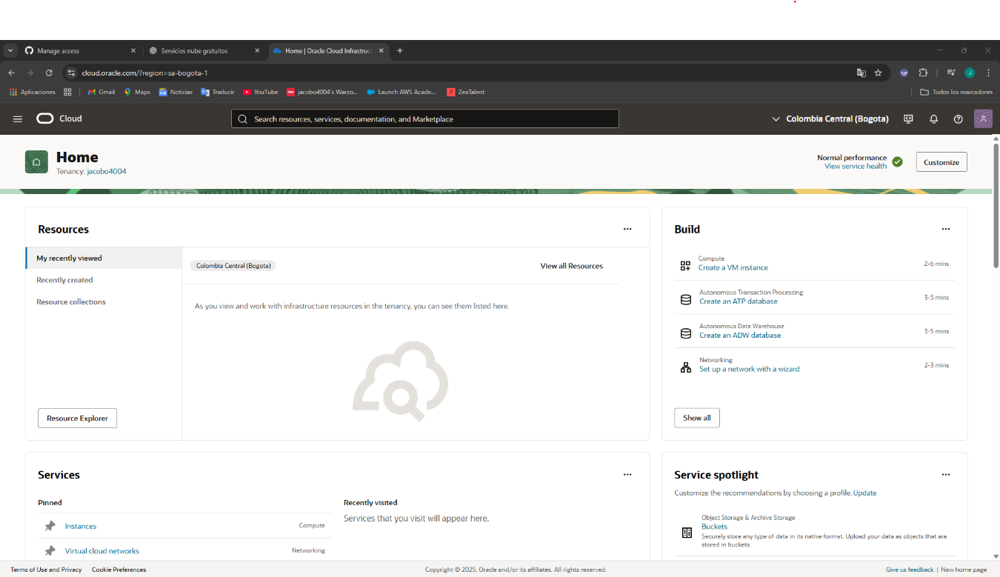 Manage access
Servicios nube gratuitos
Home | Oracle Cloud Infrastruct
cloud.oracle.com/?region=sa-bogota-1
Aplicaciones
Gmail
Maps
Noticias
Traducir
YouTube
jacobo4004's Warzo...
Launch AWS Acade...
ZeaTalent
Todos los marcadores
Cloud
Search resources, services, documentation, and Marketplace
Colombia Central (Bogota)
Home
Tenancy: jacobo4004
Normal performance
View service health
Customize
Resources
My recently viewed
Recently created
Resource collections
Colombia Central (Bogota)
View all Resources
As you view and work with infrastructure resources in the tenancy, you can see them listed here.
Resource Explorer
Build
Compute
Create a VM instance
2-6 mins
Autonomous Transaction Processing
Create an ATP database
3-5 mins
Autonomous Data Warehouse
Create an ADW database
3-5 mins
Networking
Set up a network with a wizard
2-3 mins
Show all
Services
Pinned
Instances
Compute
Virtual cloud networks
Networking
Recently visited
Services that you visit will appear here.
Service spotlight
Customize the recommendations by choosing a profile. Update
Object Storage & Archive Storage
Buckets
Securely store any type of data in its native format. Upload your data as objects that are
stored in buckets
Terms of Use and Privacy
Cookie Preferences
Copyright © 2025, Oracle and/or its affiliates. All rights reserved.
Give us feedback | New home page